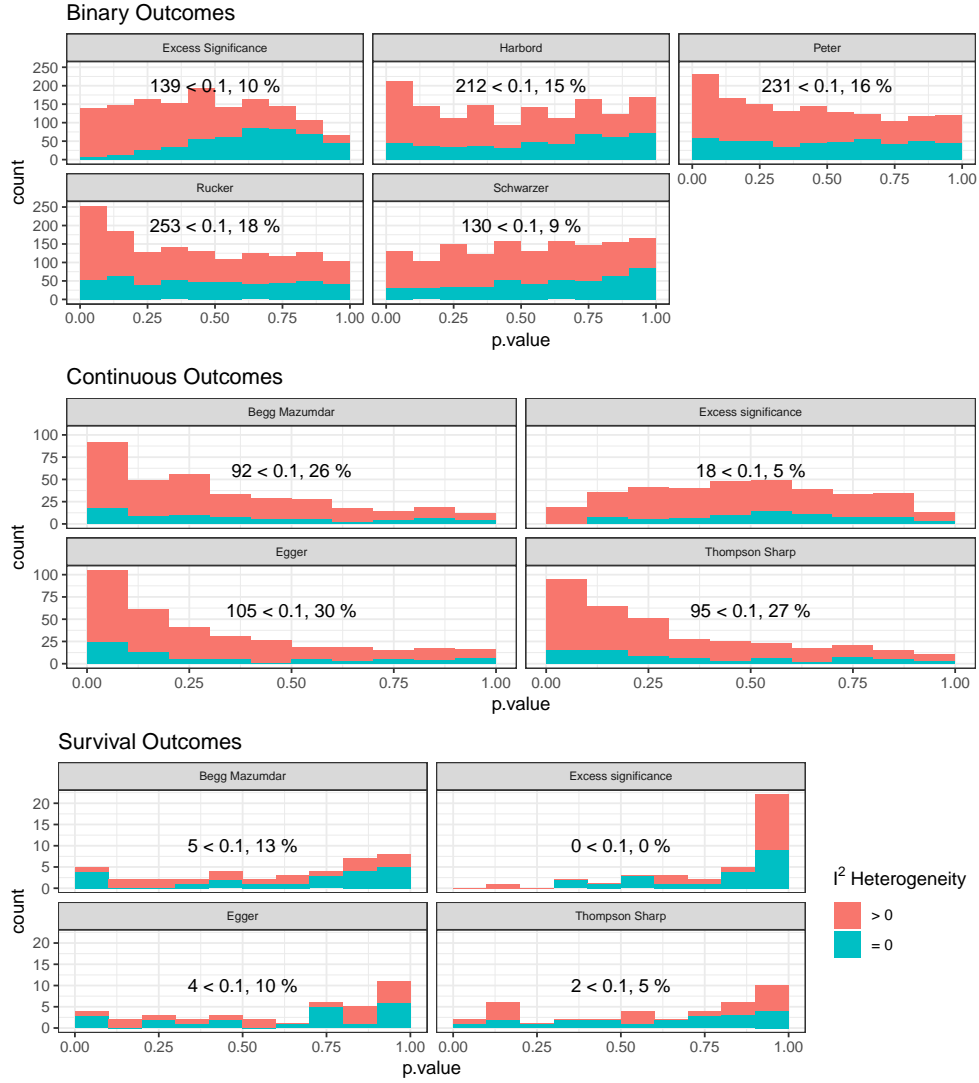 Binary Outcomes
Excess Significance
Harbord
Peter
139 < 0.1, 10 %
212 < 0.1, 15 %
231 < 0.1, 16 %
250
200
150
100
50
0
0.00 0.25 0.50 0.75 1.00
Rucker
Schwarzer
253 < 0.1, 18 %
130 < 0.1, 9 %
250
200
150
100
50
0
0.00 0.25 0.50 0.75 1.00
0.00 0.25 0.50 0.75 1.00
count
p.value
Continuous Outcomes
Begg Mazumdar
Excess significance
92 < 0.1, 26 %
18 < 0.1, 5 %
100
75
50
25
0
Egger
Thompson Sharp
105 < 0.1, 30 %
95 < 0.1, 27 %
100
75
50
25
0
0.00 0.25 0.50 0.75 1.00
0.00 0.25 0.50 0.75 1.00
count
p.value
Survival Outcomes
Begg Mazumdar
Excess significance
5 < 0.1, 13 %
0 < 0.1, 0 %
20
15
10
5
0
Egger
Thompson Sharp
4 < 0.1, 10 %
2 < 0.1, 5 %
20
15
10
5
0
0.00 0.25 0.50 0.75 1.00
0.00 0.25 0.50 0.75 1.00
count
p.value
I² Heterogeneity
> 0
= 0